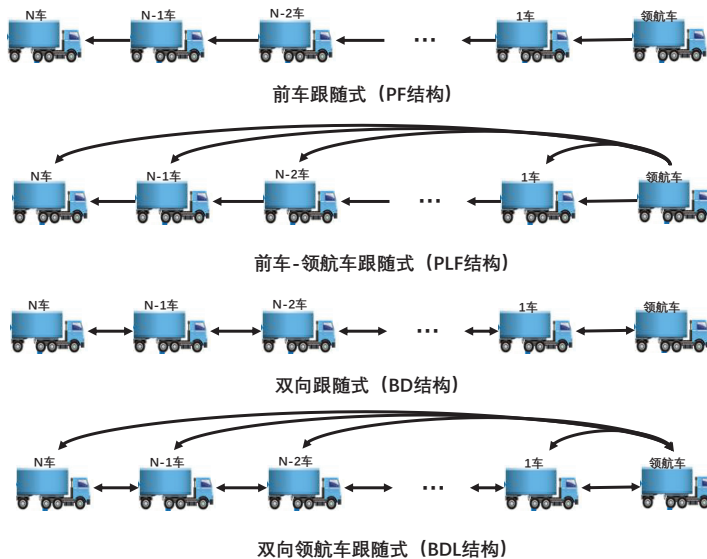 N车 N-1车 N-2车 ··· 1车 领航车
前车跟随式（PF结构）
N车 N-1车 N-2车 ··· 1车 领航车
前车-领航车跟随式（PLF结构）
N车 N-1车 N-2车 ··· 1车 领航车
双向跟随式（BD结构）
N车 N-1车 N-2车 ··· 1车 领航车
双向领航车跟随式（BDL结构）